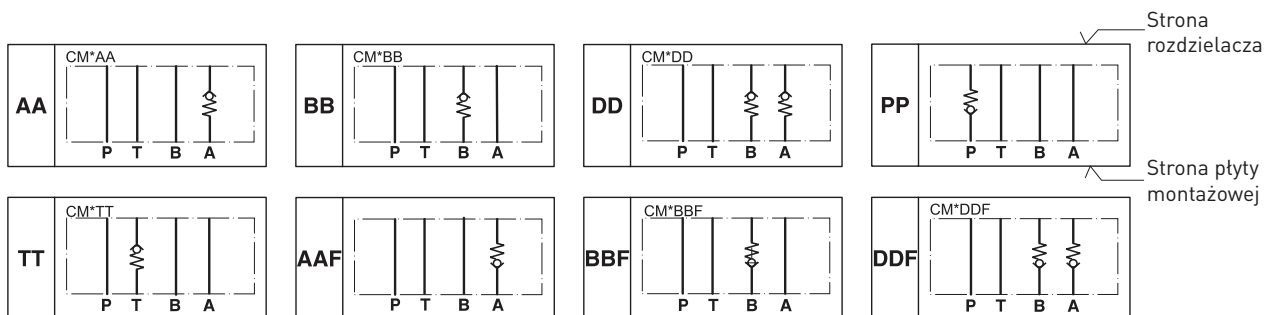 Strona
rozdzielacza
AA
CM*AA
P T B A
BB
CM*BB
P T B A
DD
CM*DD
P T B A
PP
P T B A
Strona płyty
montażowej
TT
CM*TT
P T B A
AAF
P T B A
BBF
CM*BBF
P T B A
DDF
CM*DDF
P T B A